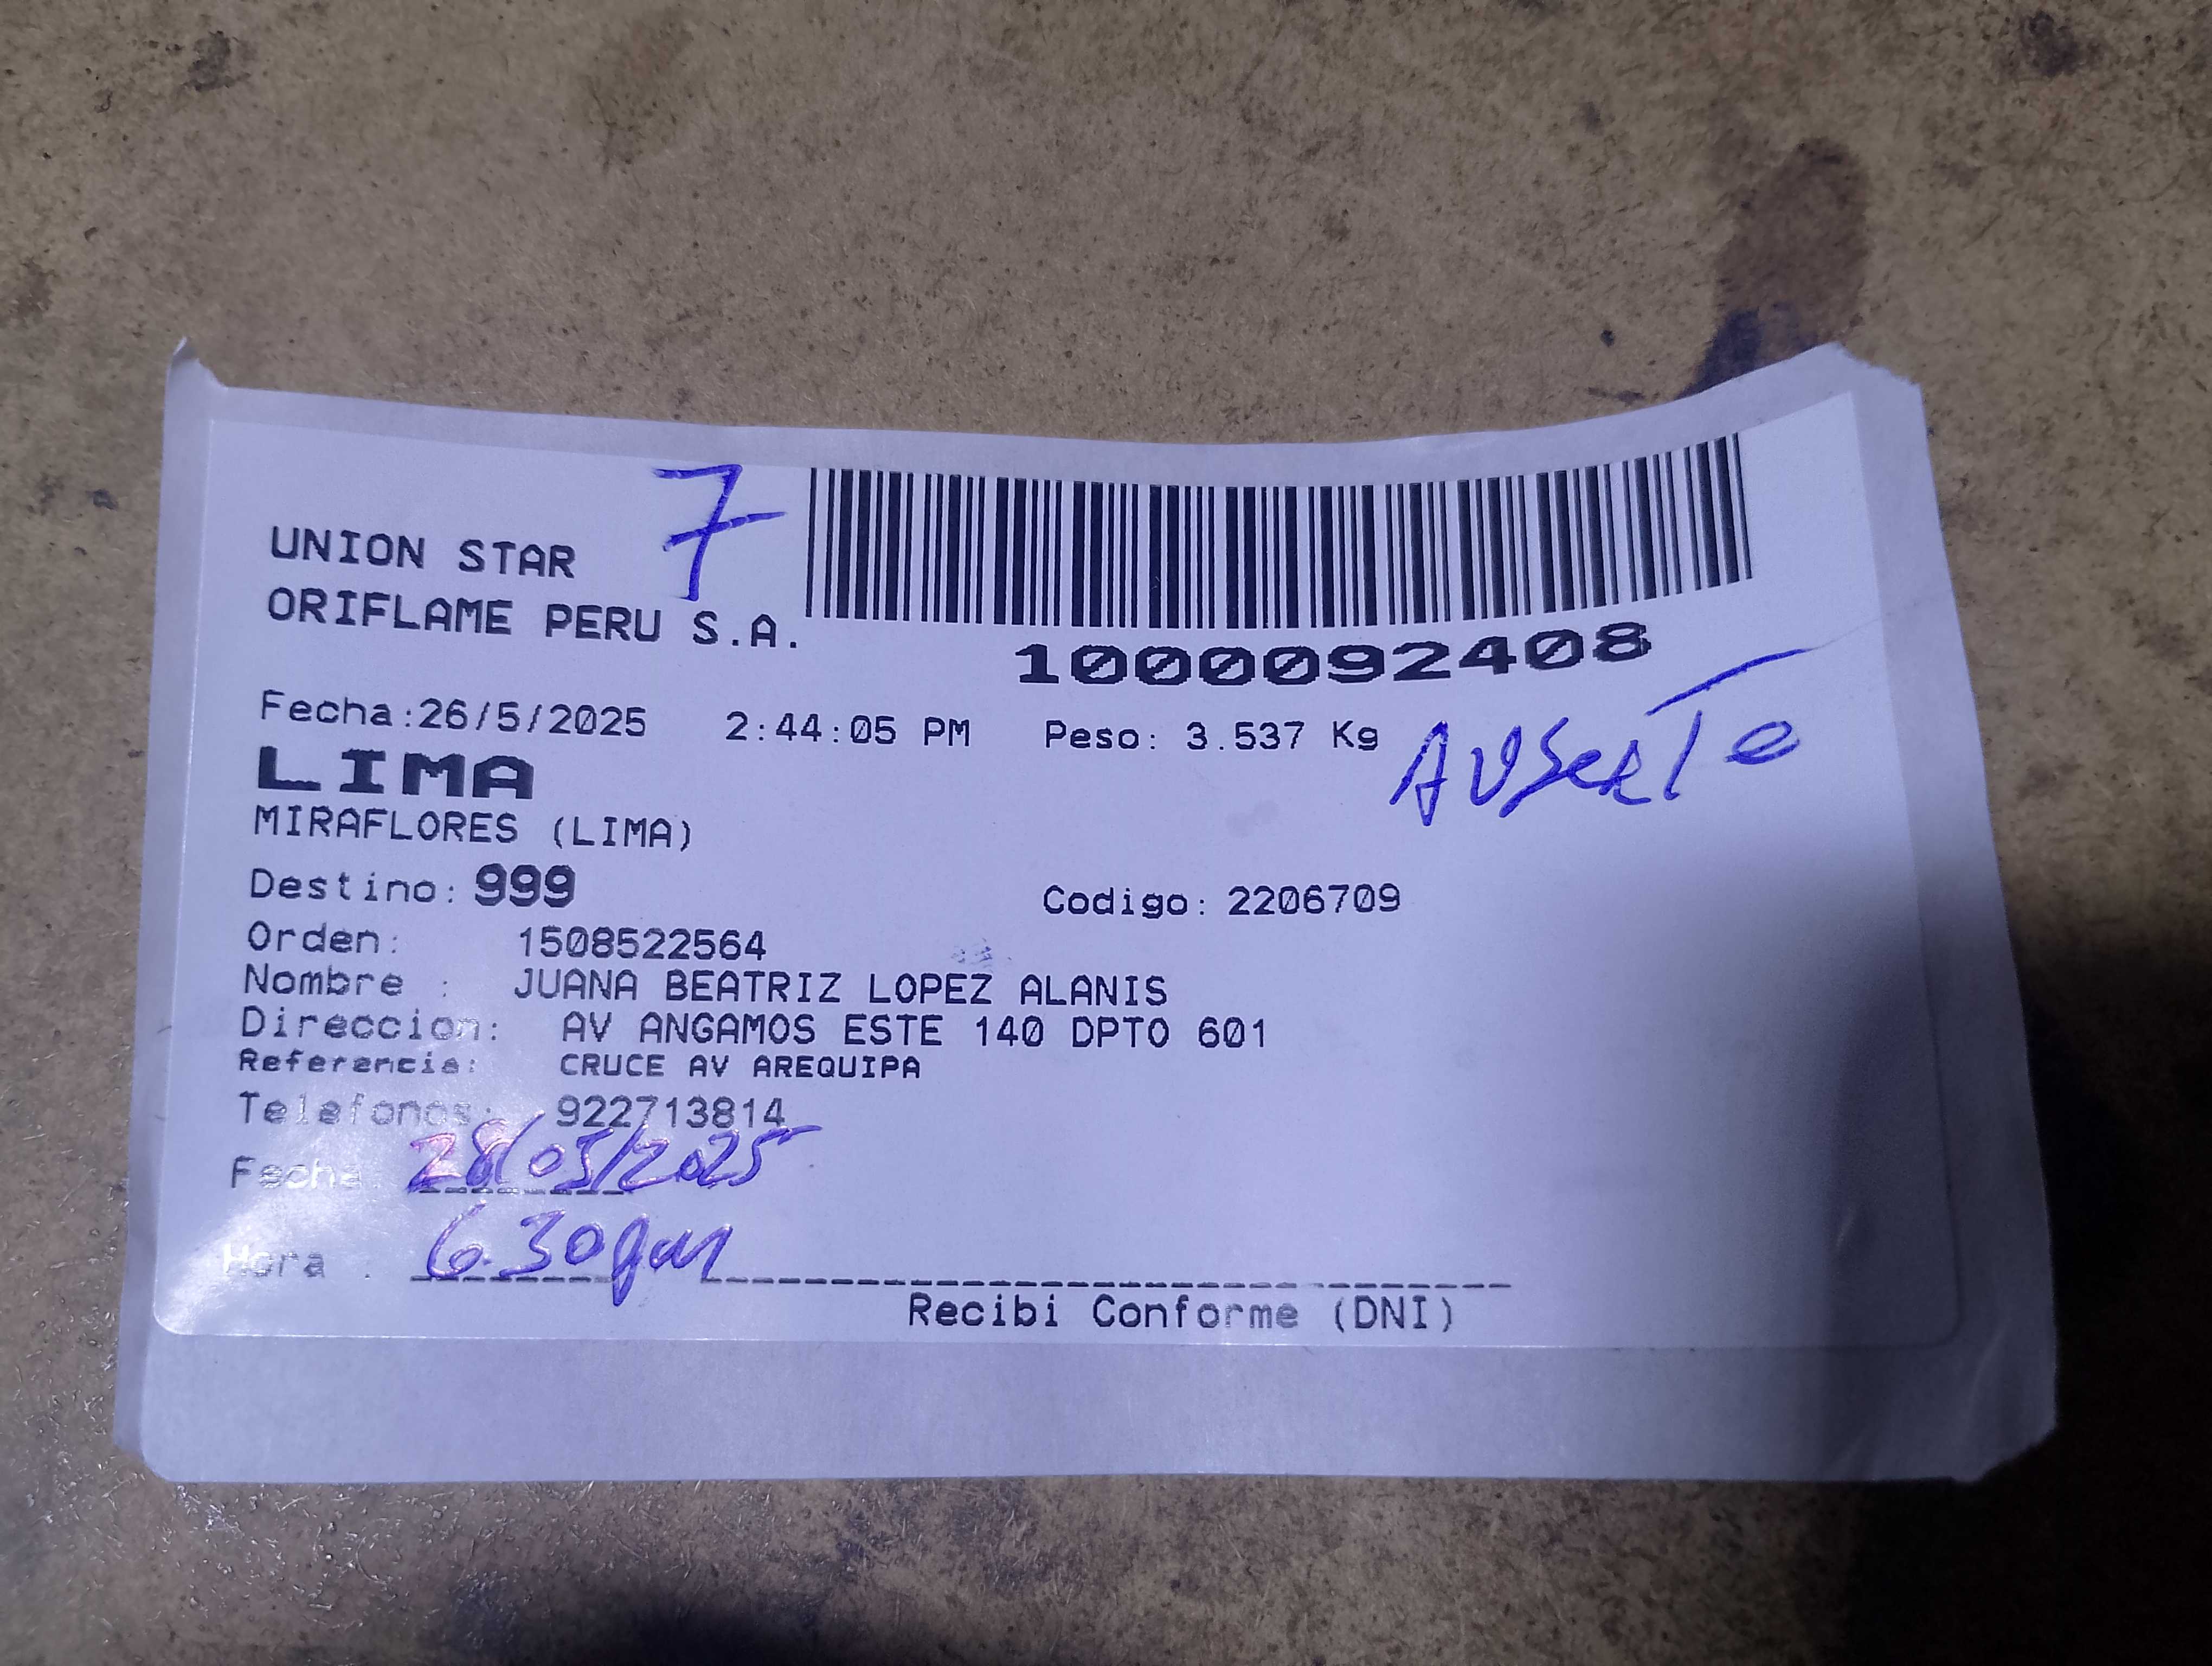 UNION STAR 7
ORIFLAME PERU S.A.
1000092408
Fecha:26/5/2025 2:44:05 PM Peso: 3.537 Kg
AUSeNTe
LIMA
MIRAFLORES (LIMA)
Destino: 999 Codigo: 2206709
Orden: 1508522564
Nombre : JUANA BEATRIZ LOPEZ ALANIS
Direccion: AV ANGAMOS ESTE 140 DPTO 601
Referencia: CRUCE AV AREQUIPA
Telefonos: 922713814
Fecha: 28/05/2025
Hora : 6.30pm
Recibi Conforme (DNI)